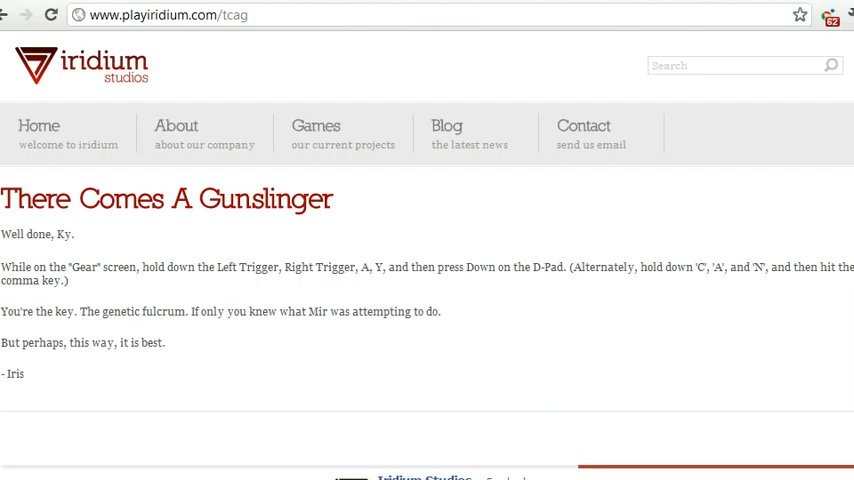 www.playiridium.com/tcag
62
iridium
studios
Search
Home
About
Games
Blog
Contact
welcome to iridium
about our company
our current projects
the latest news
send us email
There Comes A Gunslinger
Well done, Ky.
While on the "Gear" screen, hold down the Left Trigger, Right Trigger, A, Y, and then press Down on the D-Pad. (Alternately, hold down 'C', 'A', and 'N', and then hit the
comma key.)
You're the key. The genetic fulcrum. If only you knew what Mir was attempting to do.
But perhaps, this way, it is best.
- Iris
Iridium Studios